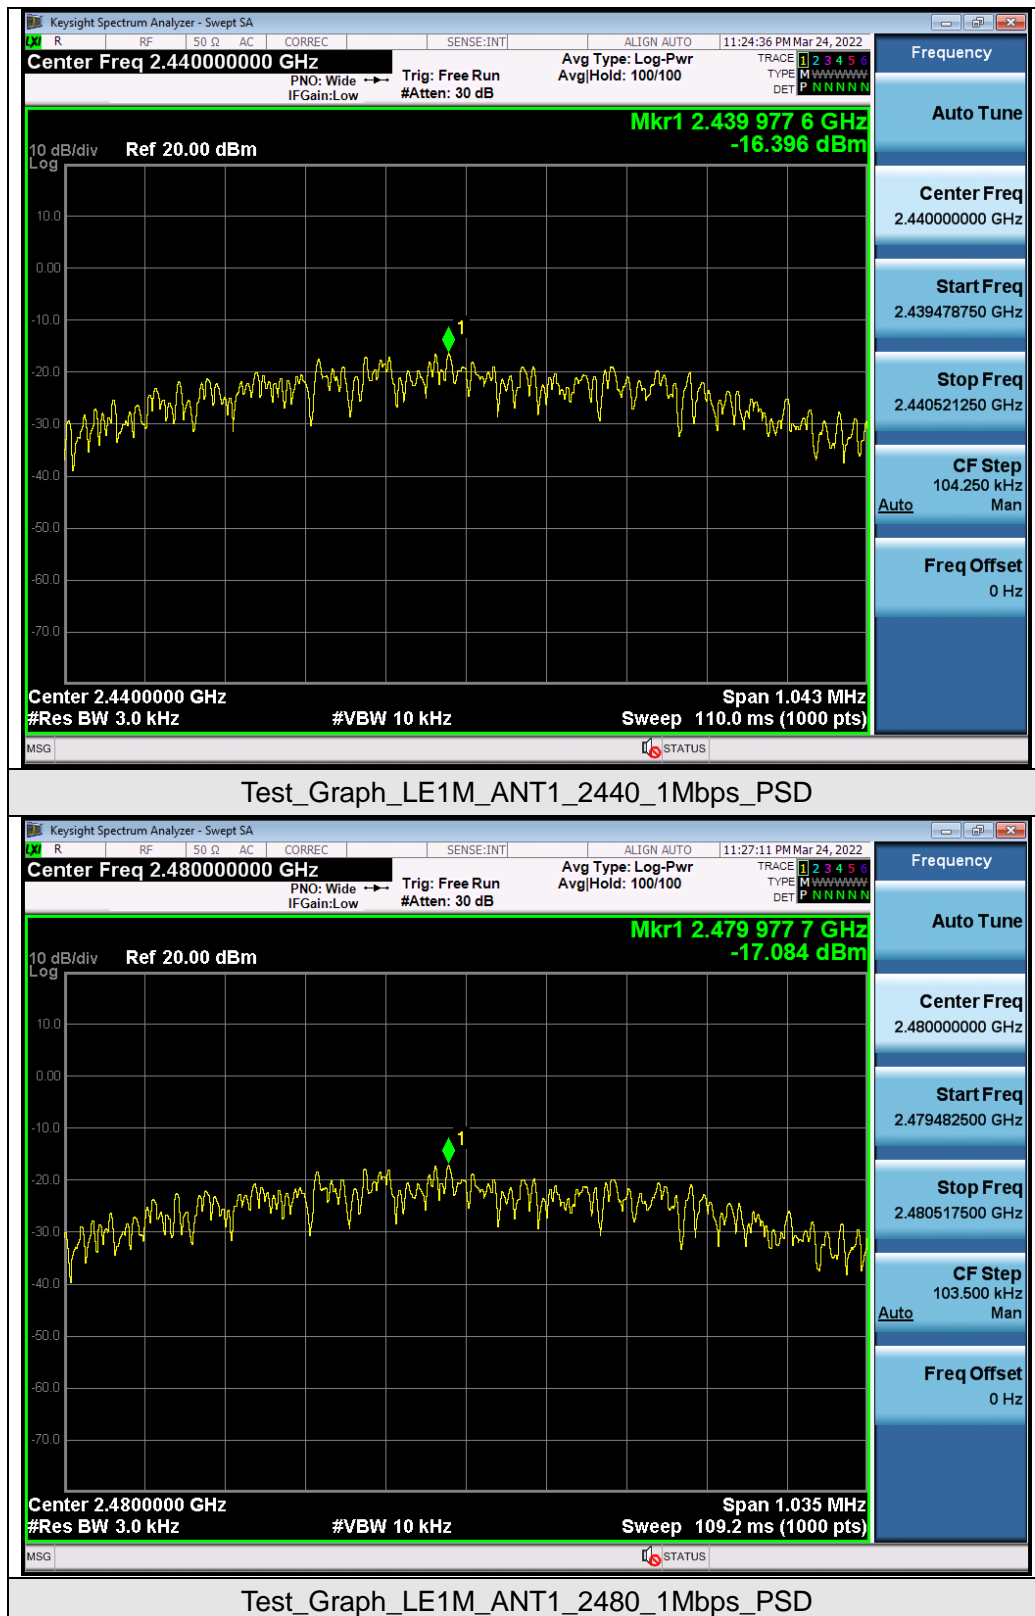 Keysight Spectrum Analyzer - Swept SA
LXI R RF 50 Ω AC CORREC SENSE:INT ALIGN AUTO 11:24:36 PM Mar 24, 2022
Center Freq 2.440000000 GHz
PNO: Wide
IFGain:Low
Trig: Free Run
#Atten: 30 dB
Avg Type: Log-Pwr
Avg|Hold: 100/100
TRACE 1 2 3 4 5 6
TYPE M WWWWW
DET P N N N N N
Mkr1 2.439 977 6 GHz
-16.396 dBm
10 dB/div Ref 20.00 dBm
Log
10.0
0.00
-10.0
1
-20.0
-30.0
-40.0
-50.0
-60.0
-70.0
Center 2.4400000 GHz Span 1.043 MHz
#Res BW 3.0 kHz #VBW 10 kHz Sweep 110.0 ms (1000 pts)
MSG STATUS
Frequency
Auto Tune
Center Freq
2.440000000 GHz
Start Freq
2.439478750 GHz
Stop Freq
2.440521250 GHz
CF Step
104.250 kHz
Auto Man
Freq Offset
0 Hz
Test_Graph_LE1M_ANT1_2440_1Mbps_PSD
Keysight Spectrum Analyzer - Swept SA
LXI R RF 50 Ω AC CORREC SENSE:INT ALIGN AUTO 11:27:11 PM Mar 24, 2022
Center Freq 2.480000000 GHz
PNO: Wide
IFGain:Low
Trig: Free Run
#Atten: 30 dB
Avg Type: Log-Pwr
Avg|Hold: 100/100
TRACE 1 2 3 4 5 6
TYPE M WWWWW
DET P N N N N N
Mkr1 2.479 977 7 GHz
-17.084 dBm
10 dB/div Ref 20.00 dBm
Log
10.0
0.00
-10.0
1
-20.0
-30.0
-40.0
-50.0
-60.0
-70.0
Center 2.4800000 GHz Span 1.035 MHz
#Res BW 3.0 kHz #VBW 10 kHz Sweep 109.2 ms (1000 pts)
MSG STATUS
Frequency
Auto Tune
Center Freq
2.480000000 GHz
Start Freq
2.479482500 GHz
Stop Freq
2.480517500 GHz
CF Step
103.500 kHz
Auto Man
Freq Offset
0 Hz
Test_Graph_LE1M_ANT1_2480_1Mbps_PSD